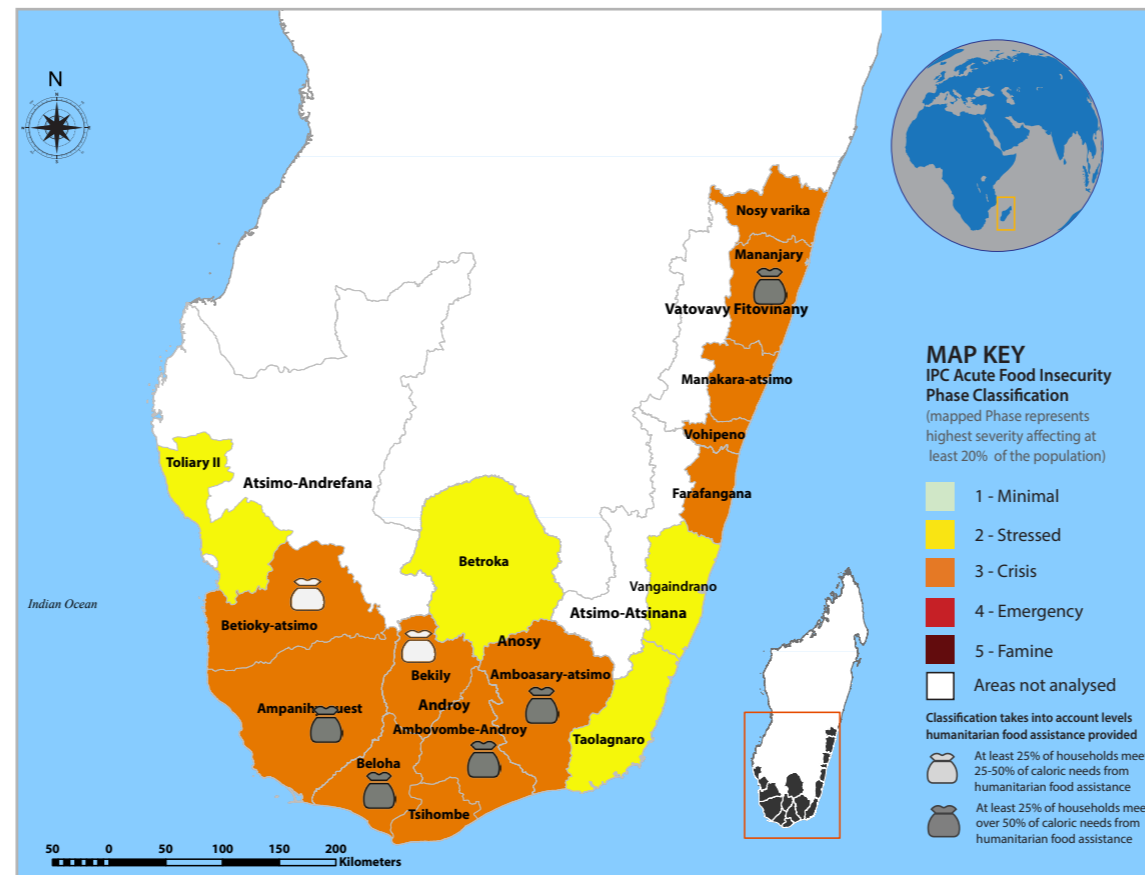 N
Nosy varika
Mananjary
Vatovavy Fitovinany
Manakara-atsimo
Vohipeno
Farafangana
Toliary II
Atsimo-Andrefana
Betroka
Vangaindrano
Atsimo-Atsinana
Indian Ocean
Betioky-atsimo
Anosy
Bekily
Amboasary-atsimo
Androy
Ambovombe-Androy
Taolagnaro
Beloha
Tsihombe
50 0 50 100 150 200
Kilometers
MAP KEY
IPC Acute Food Insecurity
Phase Classification
(mapped Phase represents
highest severity affecting at
least 20% of the population)
1 - Minimal
2 - Stressed
3 - Crisis
4 - Emergency
5 - Famine
Areas not analysed
Classification takes into account levels
humanitarian food assistance provided
At least 25% of households mee
25-50% of caloric needs from
humanitarian food assistance
At least 25% of households mee
over 50% of caloric needs from
humanitarian food assistance